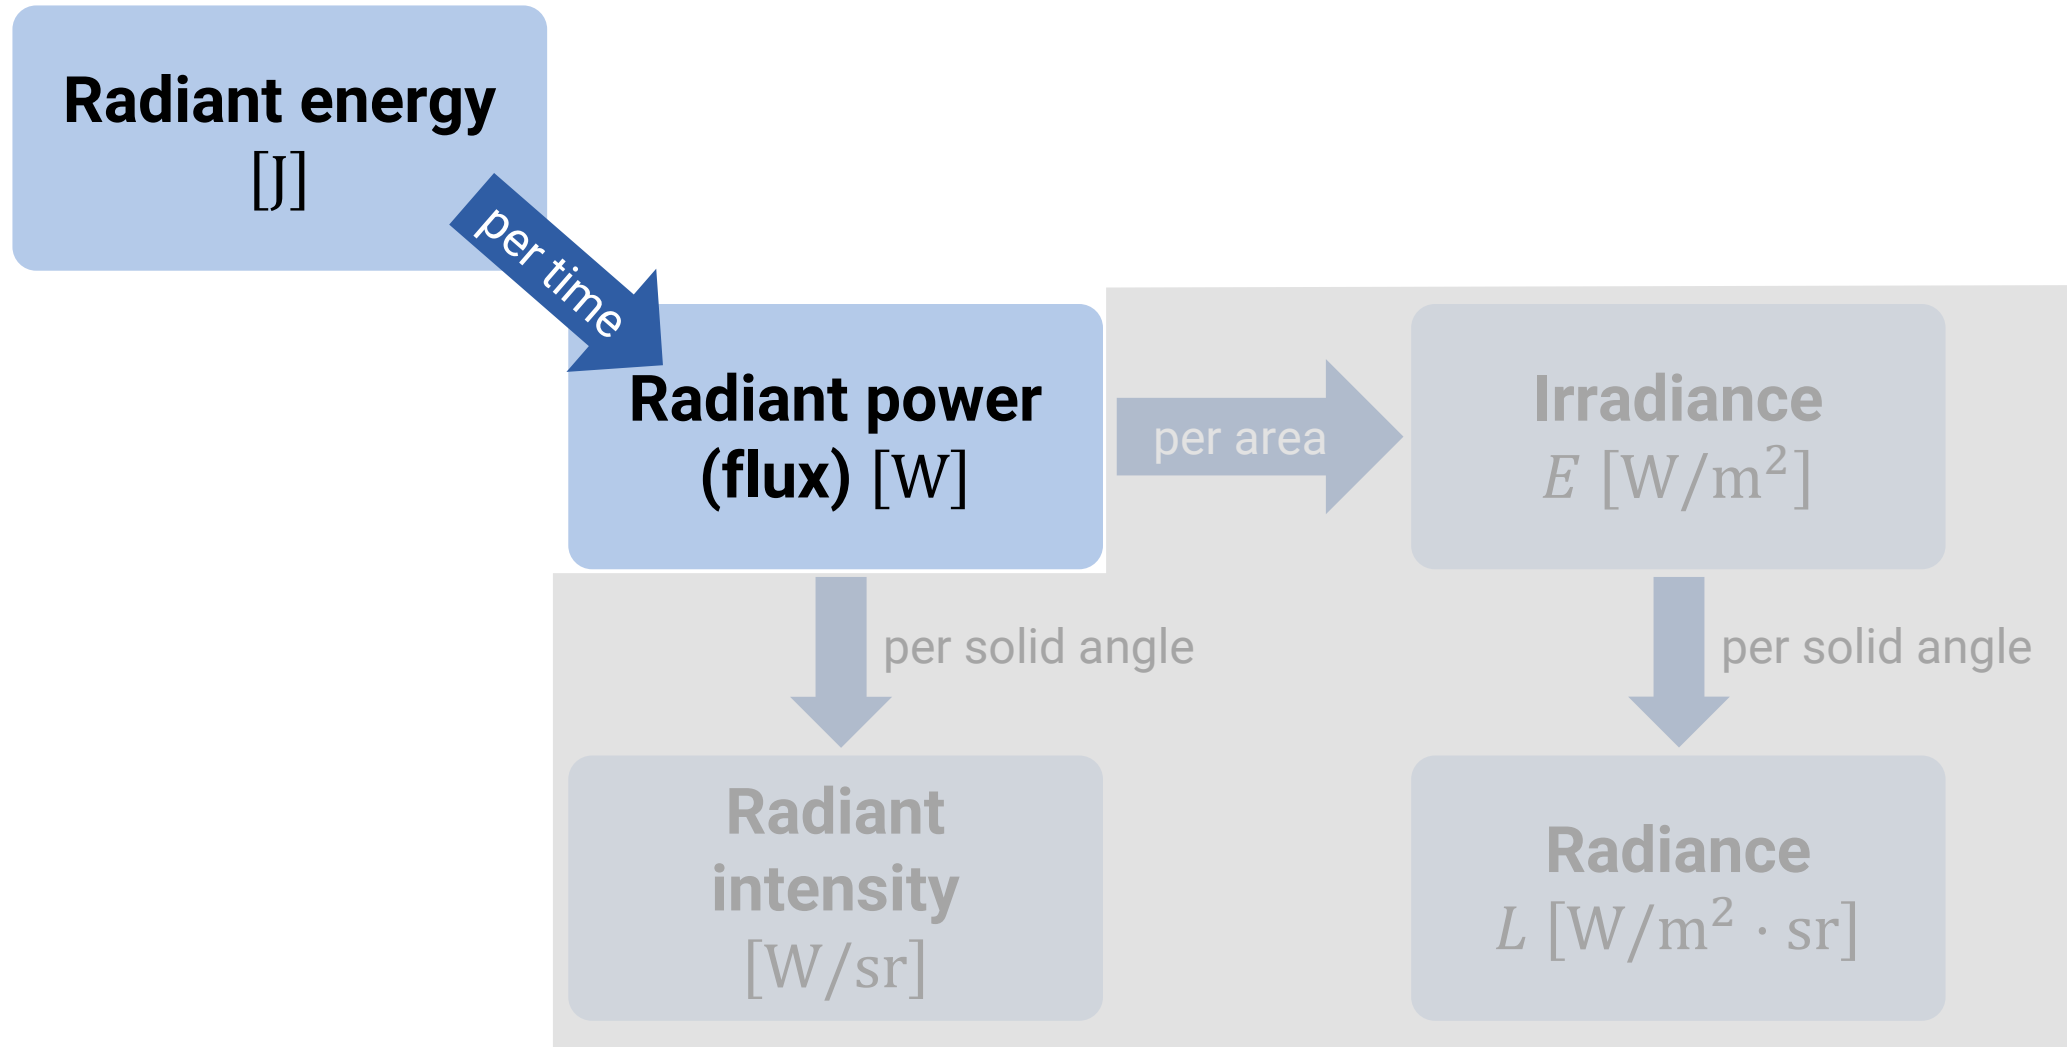 Radiant energy
[J]
per time
Radiant power
(flux) [W]
per area
Irradiance
E [W/m²]
per solid angle
per solid angle
Radiant
intensity
[W/sr]
Radiance
L [W/m² · sr]